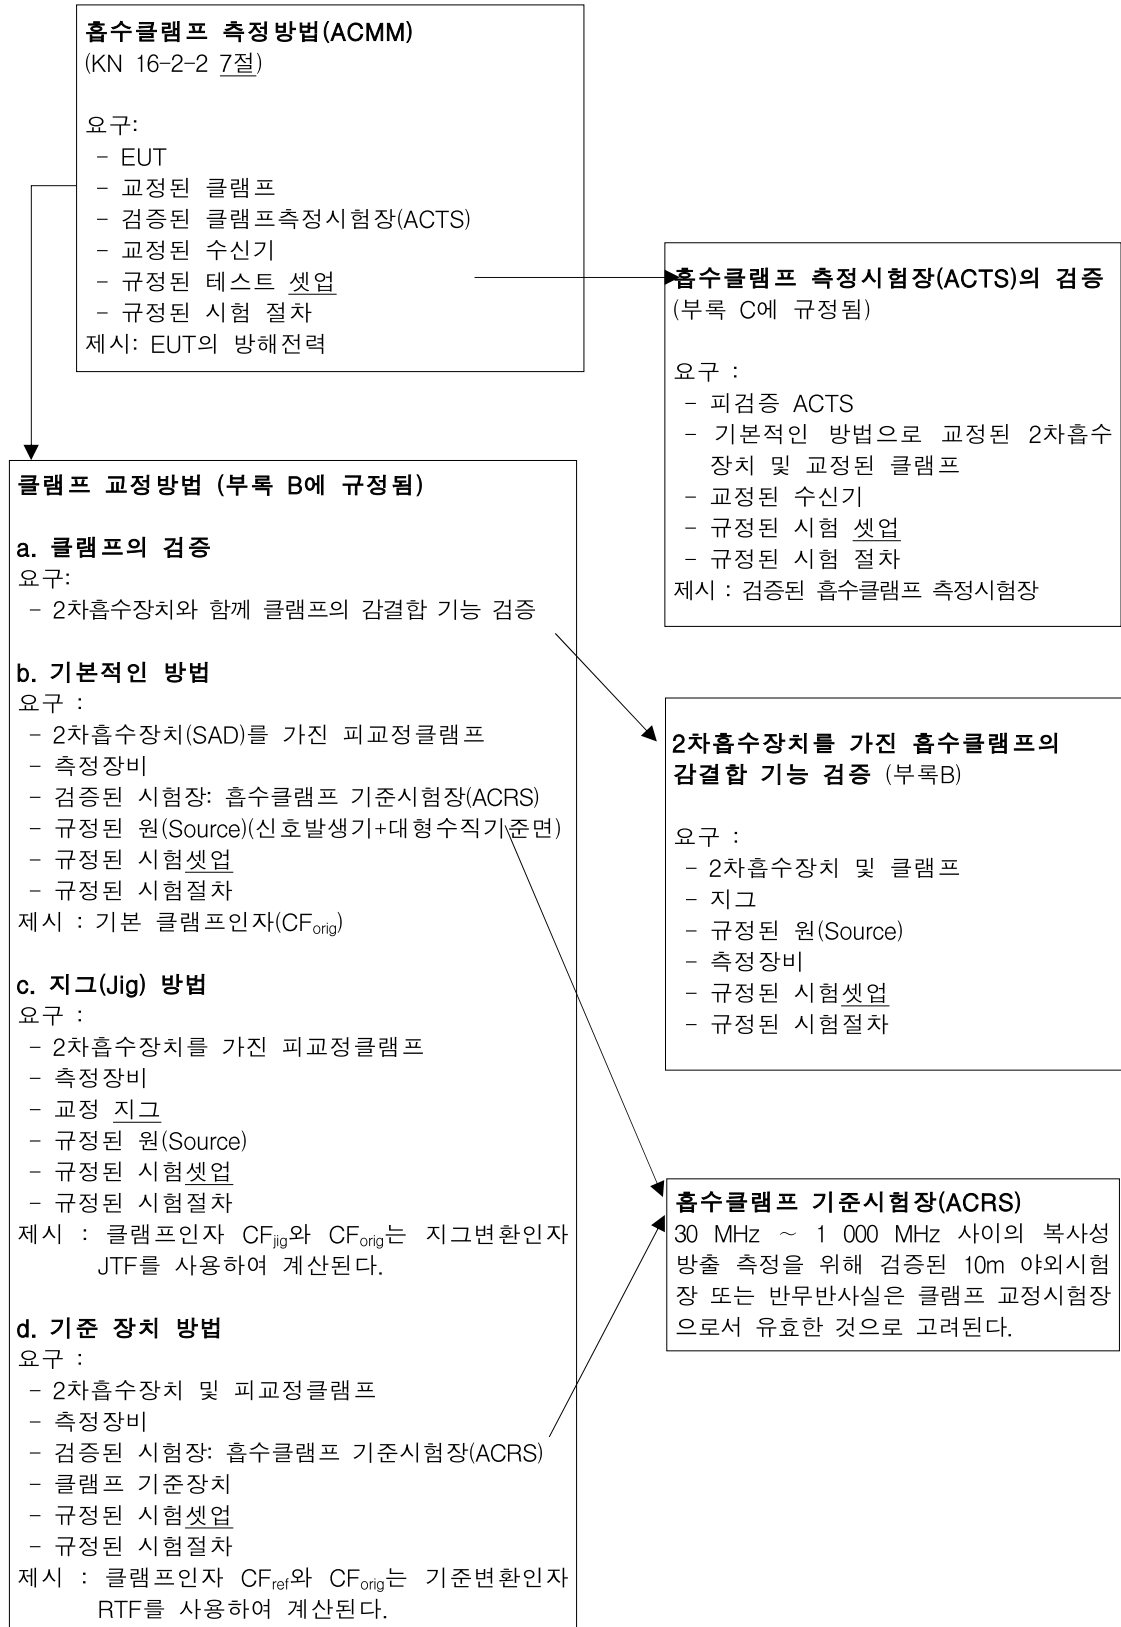 흡수클램프 측정방법(ACMM)
(KN 16-2-2 7절)
요구:
- EUT
- 교정된 클램프
- 검증된 클램프측정시험장(ACTS)
- 교정된 수신기
- 규정된 테스트 셋업
- 규정된 시험 절차
제시: EUT의 방해전력
흡수클램프 측정시험장(ACTS)의 검증
(부록 C에 규정됨)
요구 :
- 피검증 ACTS
- 기본적인 방법으로 교정된 2차흡수
장치 및 교정된 클램프
- 교정된 수신기
- 규정된 시험 셋업
- 규정된 시험 절차
제시 : 검증된 흡수클램프 측정시험장
클램프 교정방법 (부록 B에 규정됨)
a. 클램프의 검증
요구:
- 2차흡수장치와 함께 클램프의 감결합 기능 검증
b. 기본적인 방법
요구 :
- 2차흡수장치(SAD)를 가진 피교정클램프
- 측정장비
- 검증된 시험장: 흡수클램프 기준시험장(ACRS)
- 규정된 원(Source)(신호발생기+대형수직기준면)
- 규정된 시험셋업
- 규정된 시험절차
제시 : 기본 클램프인자(CForig)
c. 지그(Jig) 방법
요구 :
- 2차흡수장치를 가진 피교정클램프
- 측정장비
- 교정 지그
- 규정된 원(Source)
- 규정된 시험셋업
- 규정된 시험절차
제시 : 클램프인자 CFjig와 CForig는 지그변환인자
JTF를 사용하여 계산된다.
d. 기준 장치 방법
요구 :
- 2차흡수장치 및 피교정클램프
- 측정장비
- 검증된 시험장: 흡수클램프 기준시험장(ACRS)
- 클램프 기준장치
- 규정된 시험셋업
- 규정된 시험절차
제시 : 클램프인자 CFref와 CForig는 기준변환인자
RTF를 사용하여 계산된다.
2차흡수장치를 가진 흡수클램프의
감결합 기능 검증 (부록B)
요구 :
- 2차흡수장치 및 클램프
- 지그
- 규정된 원(Source)
- 측정장비
- 규정된 시험셋업
- 규정된 시험절차
흡수클램프 기준시험장(ACRS)
30 MHz ~ 1 000 MHz 사이의 복사성
방출 측정을 위해 검증된 10m 야외시험
장 또는 반무반사실은 클램프 교정시험장
으로서 유효한 것으로 고려된다.